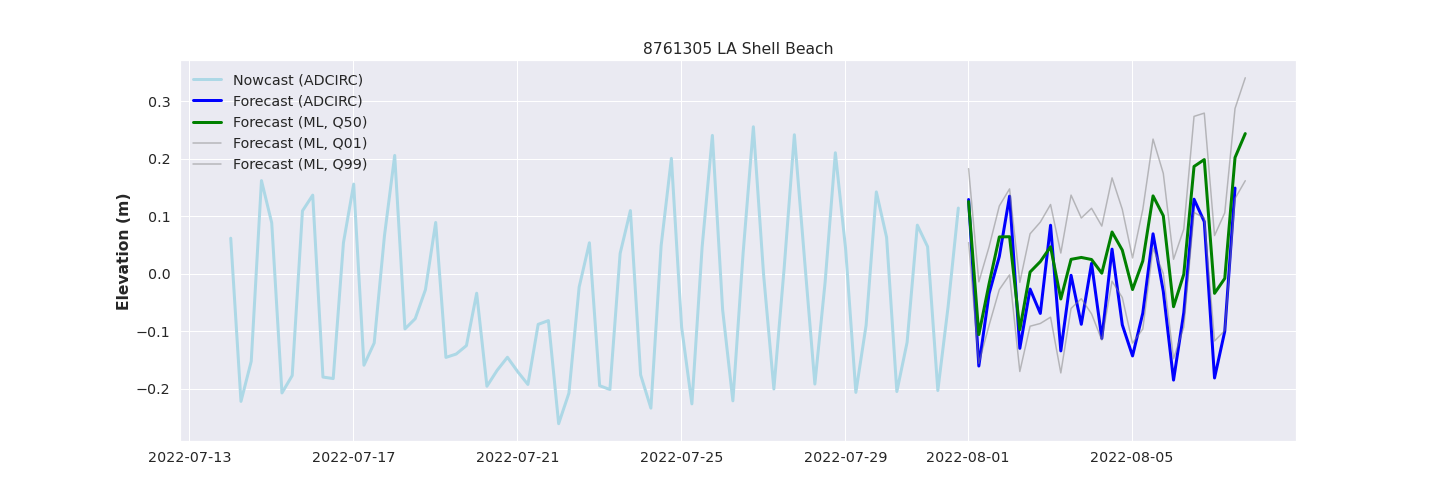 8761305 LA Shell Beach
Nowcast (ADCIRC)
Forecast (ADCIRC)
Forecast (ML, Q50)
Forecast (ML, Q01)
Forecast (ML, Q99)
Elevation (m)
0.3
0.2
0.1
0.0
−0.1
−0.2
2022-07-13 2022-07-17 2022-07-21 2022-07-25 2022-07-29 2022-08-01 2022-08-05